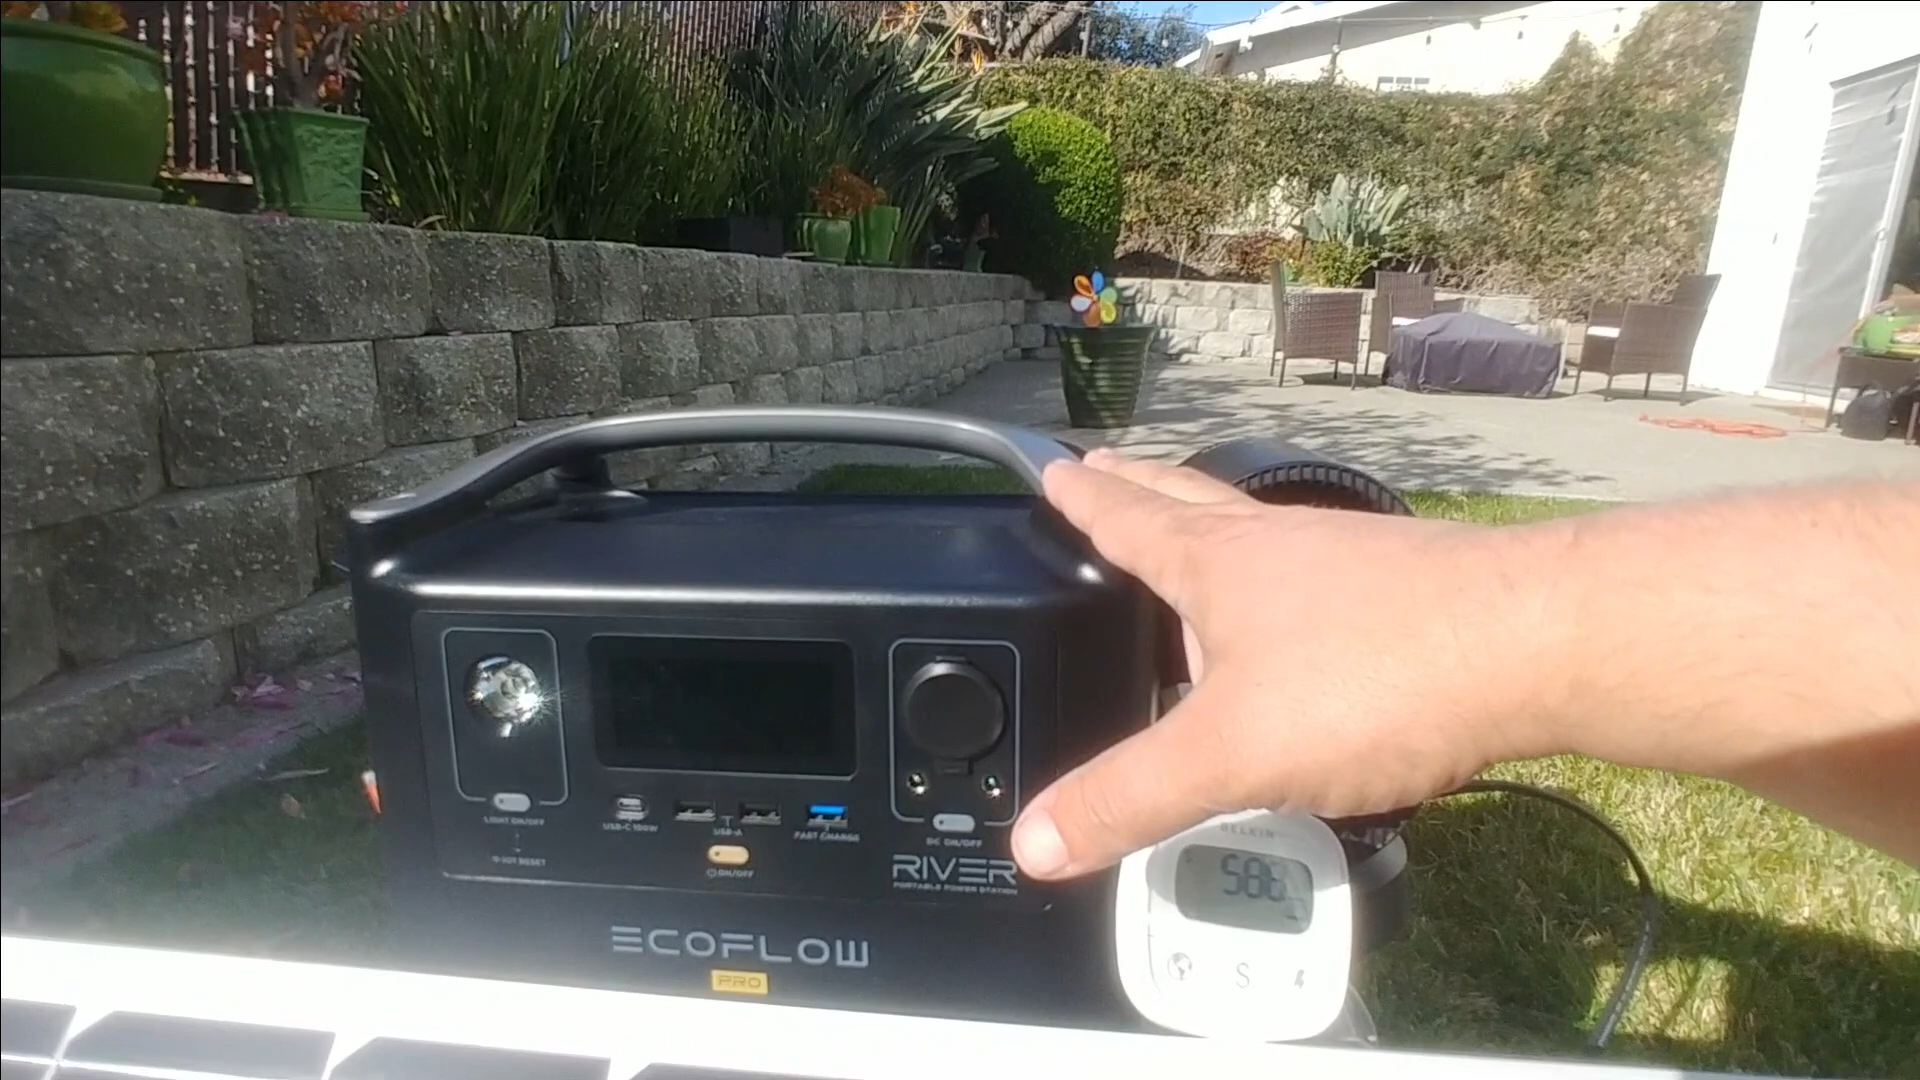 LIGHT ON/OFF
USB-C 100W
USB-A
FAST CHARGE
DC ON/OFF
ON/OFF
RIVER
PORTABLE POWER STATION
ECOFLOW
PRO
BELKIN
S